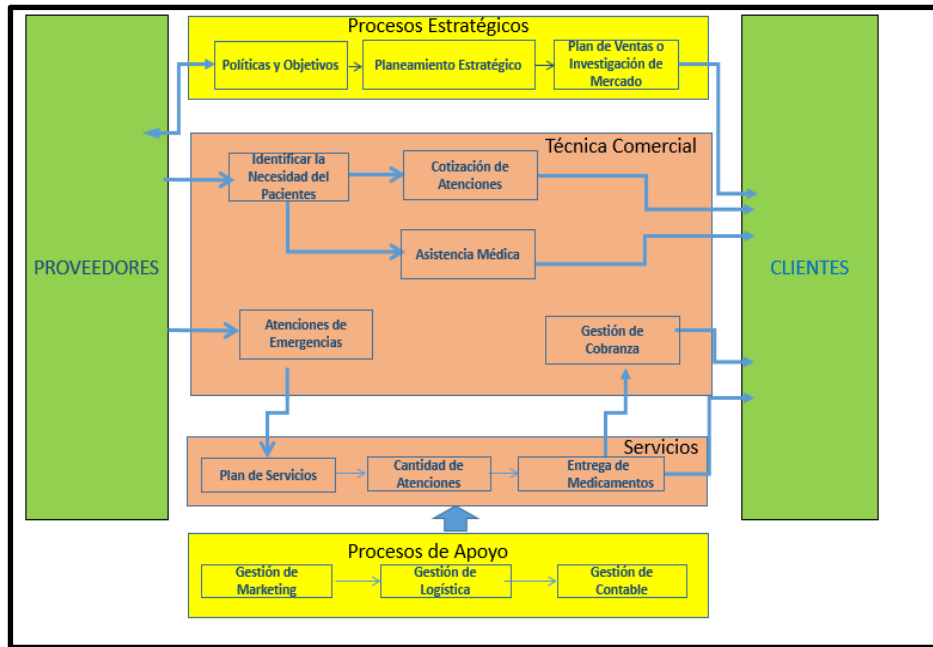 Procesos Estratégicos
Políticas y Objetivos
Planeamiento Estratégico
Plan de Ventas o
Investigación de
Mercado
Técnica Comercial
Identificar la
Necesidad del
Pacientes
Cotización de
Atenciones
Asistencia Médica
PROVEEDORES
CLIENTES
Atenciones de
Emergencias
Gestión de
Cobranza
Servicios
Plan de Servicios
Cantidad de
Atenciones
Entrega de
Medicamentos
Procesos de Apoyo
Gestión de
Marketing
Gestión de
Logística
Gestión de
Contable